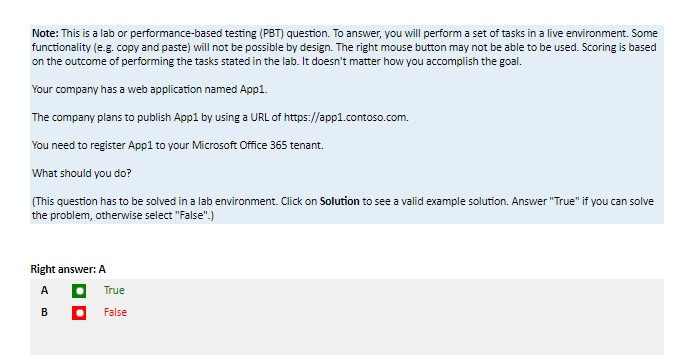 Note: This is a lab or performance-based testing (PBT) question. To answer, you will perform a set of tasks in a live environment. Some
functionality (e.g. copy and paste) will not be possible by design. The right mouse button may not be able to be used. Scoring is based
on the outcome of performing the tasks stated in the lab. It doesn't matter how you accomplish the goal.
Your company has a web application named App1.
The company plans to publish App1 by using a URL of https://app1.contoso.com.
You need to register App1 to your Microsoft Office 365 tenant.
What should you do?
(This question has to be solved in a lab environment. Click on Solution to see a valid example solution. Answer "True" if you can solve
the problem, otherwise select "False".)
Right answer: A
A True
B False